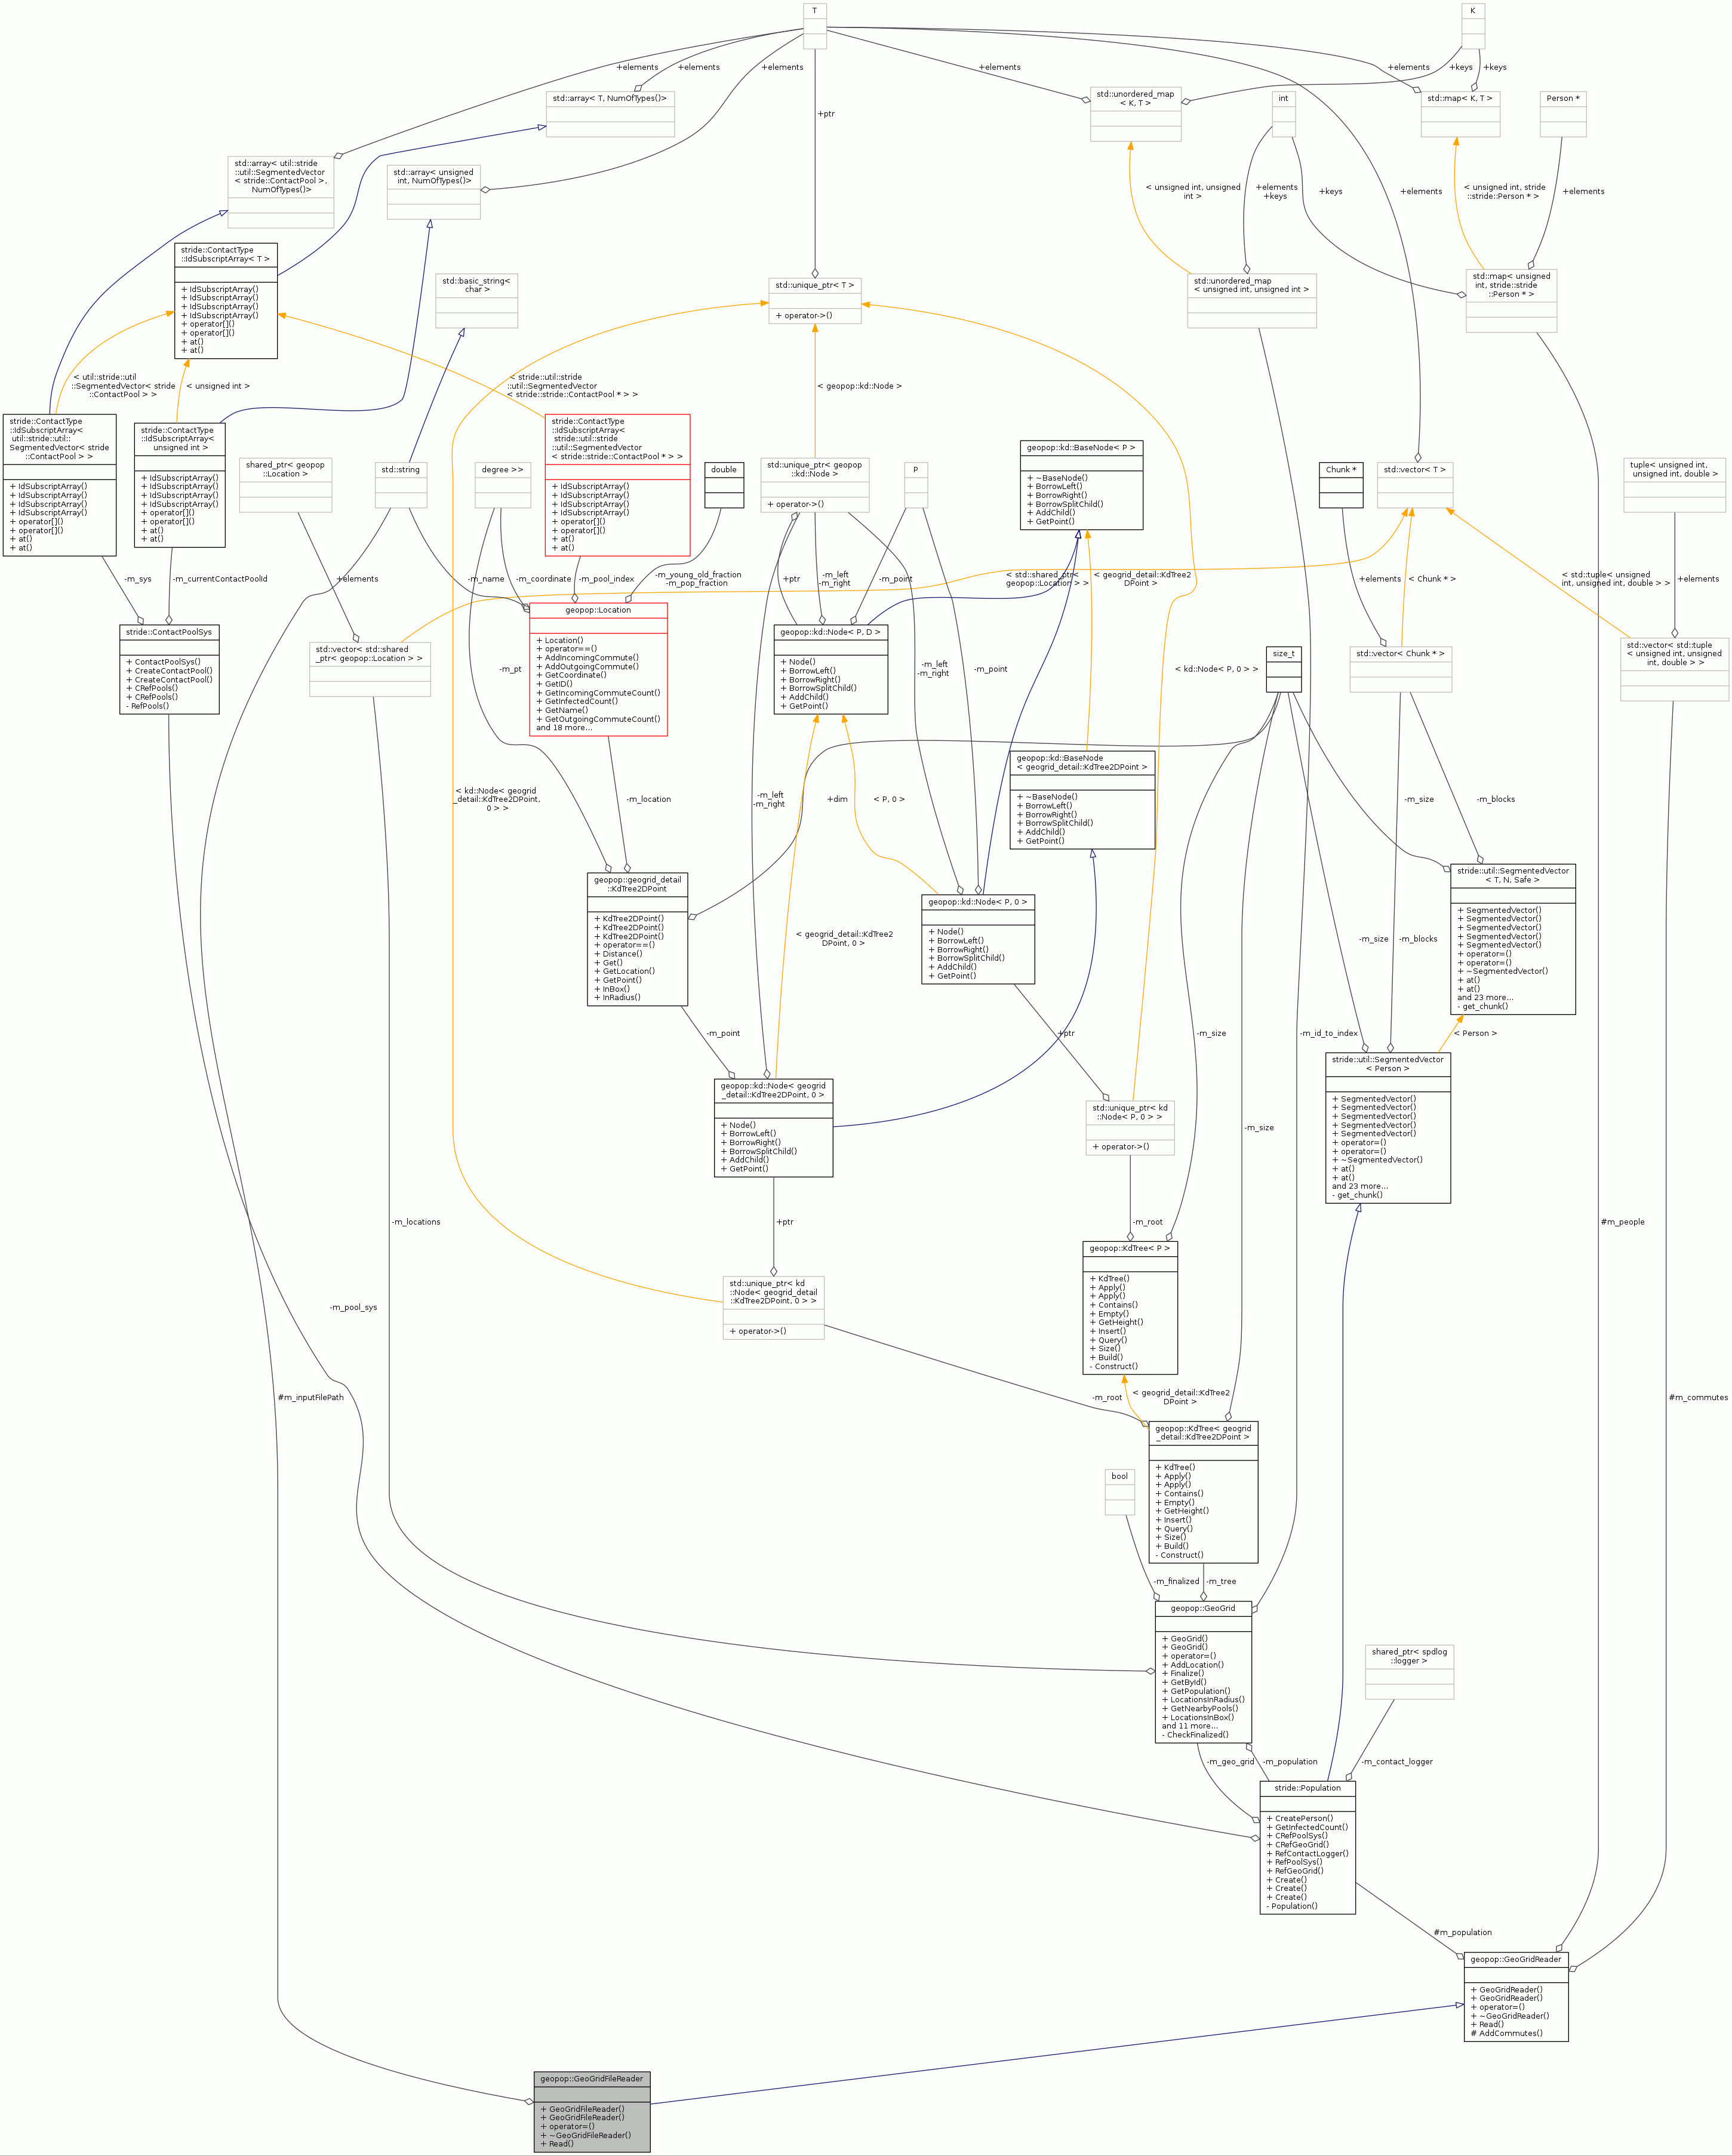 T
K
+elements
+elements
+elements
+elements
+elements
+keys
+keys
std::array< T, NumOfTypes()>
std::unordered_map
< K, T >
int
std::map< K, T >
Person *
+ptr
std::array< util::stride
::util::SegmentedVector
< stride::ContactPool >,
NumOfTypes()>
std::array< unsigned
int, NumOfTypes()>
< unsigned int, unsigned
int >
+elements
+keys
+keys
+elements
< unsigned int, stride
::stride::Person * >
+elements
stride::ContactType
::IdSubscriptArray< T >
+ IdSubscriptArray()
+ IdSubscriptArray()
+ IdSubscriptArray()
+ IdSubscriptArray()
+ operator[]()
+ operator[]()
+ at()
+ at()
std::basic_string<
char >
std::unique_ptr< T >
+ operator->()
std::unordered_map
< unsigned int, unsigned int >
std::map< unsigned
int, stride::stride
::Person * >
< util::stride::util
::SegmentedVector< stride
::ContactPool > >
< unsigned int >
< stride::util::stride
::util::SegmentedVector
< stride::stride::ContactPool * > >
< geopop::kd::Node >
stride::ContactType
::IdSubscriptArray<
util::stride::util::
SegmentedVector< stride
::ContactPool > >
+ IdSubscriptArray()
+ IdSubscriptArray()
+ IdSubscriptArray()
+ IdSubscriptArray()
+ operator[]()
+ operator[]()
+ at()
+ at()
stride::ContactType
::IdSubscriptArray<
unsigned int >
+ IdSubscriptArray()
+ IdSubscriptArray()
+ IdSubscriptArray()
+ IdSubscriptArray()
+ operator[]()
+ operator[]()
+ at()
+ at()
shared_ptr< geopop
::Location >
std::string
degree >>
stride::ContactType
::IdSubscriptArray<
stride::util::stride
::util::SegmentedVector
< stride::stride::ContactPool * > >
+ IdSubscriptArray()
+ IdSubscriptArray()
+ IdSubscriptArray()
+ IdSubscriptArray()
+ operator[]()
+ operator[]()
+ at()
+ at()
double
std::unique_ptr< geopop
::kd::Node >
+ operator->()
P
geopop::kd::BaseNode< P >
+ ~BaseNode()
+ BorrowLeft()
+ BorrowRight()
+ BorrowSplitChild()
+ AddChild()
+ GetPoint()
Chunk *
std::vector< T >
tuple< unsigned int,
unsigned int, double >
-m_sys
-m_currentContactPoolId
+elements
-m_name
-m_coordinate
-m_pool_index
-m_young_old_fraction
-m_pop_fraction
+ptr
-m_left
-m_right
-m_point
< std::shared_ptr<
geopop::Location > >
< geogrid_detail::KdTree2
DPoint >
+elements
< Chunk * >
< std::tuple< unsigned
int, unsigned int, double > >
+elements
stride::ContactPoolSys
+ ContactPoolSys()
+ CreateContactPool()
+ CreateContactPool()
+ CRefPools()
+ CRefPools()
- RefPools()
std::vector< std::shared
_ptr< geopop::Location > >
geopop::Location
+ Location()
+ operator==()
+ AddIncomingCommute()
+ AddOutgoingCommute()
+ GetCoordinate()
+ GetID()
+ GetIncomingCommuteCount()
+ GetInfectedCount()
+ GetName()
+ GetOutgoingCommuteCount()
and 18 more...
geopop::kd::Node< P, D >
+ Node()
+ BorrowLeft()
+ BorrowRight()
+ BorrowSplitChild()
+ AddChild()
+ GetPoint()
size_t
std::vector< Chunk * >
std::vector< std::tuple
< unsigned int, unsigned
int, double > >
-m_pt
-m_left
-m_right
-m_point
< kd::Node< P, 0 > >
geopop::kd::BaseNode
< geogrid_detail::KdTree2DPoint >
+ ~BaseNode()
+ BorrowLeft()
+ BorrowRight()
+ BorrowSplitChild()
+ AddChild()
+ GetPoint()
< kd::Node< geogrid
_detail::KdTree2DPoint,
0 > >
-m_location
-m_left
-m_right
+dim
< P, 0 >
-m_size
-m_blocks
geopop::geogrid_detail
::KdTree2DPoint
+ KdTree2DPoint()
+ KdTree2DPoint()
+ KdTree2DPoint()
+ operator==()
+ Distance()
+ Get()
+ GetLocation()
+ GetPoint()
+ InBox()
+ InRadius()
geopop::kd::Node< P, 0 >
+ Node()
+ BorrowLeft()
+ BorrowRight()
+ BorrowSplitChild()
+ AddChild()
+ GetPoint()
stride::util::SegmentedVector
< T, N, Safe >
+ SegmentedVector()
+ SegmentedVector()
+ SegmentedVector()
+ SegmentedVector()
+ SegmentedVector()
+ operator=()
+ operator=()
+ ~SegmentedVector()
+ at()
+ at()
and 23 more...
- get_chunk()
< geogrid_detail::KdTree2
DPoint, 0 >
-m_size
-m_blocks
-m_point
+ptr
-m_size
-m_id_to_index
< Person >
geopop::kd::Node< geogrid
_detail::KdTree2DPoint, 0 >
+ Node()
+ BorrowLeft()
+ BorrowRight()
+ BorrowSplitChild()
+ AddChild()
+ GetPoint()
std::unique_ptr< kd
::Node< P, 0 > >
+ operator->()
-m_size
stride::util::SegmentedVector
< Person >
+ SegmentedVector()
+ SegmentedVector()
+ SegmentedVector()
+ SegmentedVector()
+ SegmentedVector()
+ operator=()
+ operator=()
+ ~SegmentedVector()
+ at()
+ at()
and 23 more...
- get_chunk()
-m_locations
+ptr
-m_root
#m_people
std::unique_ptr< kd
::Node< geogrid_detail
::KdTree2DPoint, 0 > >
+ operator->()
geopop::KdTree< P >
+ KdTree()
+ Apply()
+ Apply()
+ Contains()
+ Empty()
+ GetHeight()
+ Insert()
+ Query()
+ Size()
+ Build()
- Construct()
-m_pool_sys
#m_inputFilePath
-m_root
< geogrid_detail::KdTree2
DPoint >
#m_commutes
bool
geopop::KdTree< geogrid
_detail::KdTree2DPoint >
+ KdTree()
+ Apply()
+ Apply()
+ Contains()
+ Empty()
+ GetHeight()
+ Insert()
+ Query()
+ Size()
+ Build()
- Construct()
-m_finalized
-m_tree
geopop::GeoGrid
+ GeoGrid()
+ GeoGrid()
+ operator=()
+ AddLocation()
+ Finalize()
+ GetById()
+ GetPopulation()
+ LocationsInRadius()
+ GetNearbyPools()
+ LocationsInBox()
and 11 more...
- CheckFinalized()
shared_ptr< spdlog
::logger >
-m_geo_grid
-m_population
-m_contact_logger
stride::Population
+ CreatePerson()
+ GetInfectedCount()
+ CRefPoolSys()
+ CRefGeoGrid()
+ RefContactLogger()
+ RefPoolSys()
+ RefGeoGrid()
+ Create()
+ Create()
+ Create()
- Population()
#m_population
geopop::GeoGridReader
+ GeoGridReader()
+ GeoGridReader()
+ operator=()
+ ~GeoGridReader()
+ Read()
# AddCommutes()
geopop::GeoGridFileReader
+ GeoGridFileReader()
+ GeoGridFileReader()
+ operator=()
+ ~GeoGridFileReader()
+ Read()